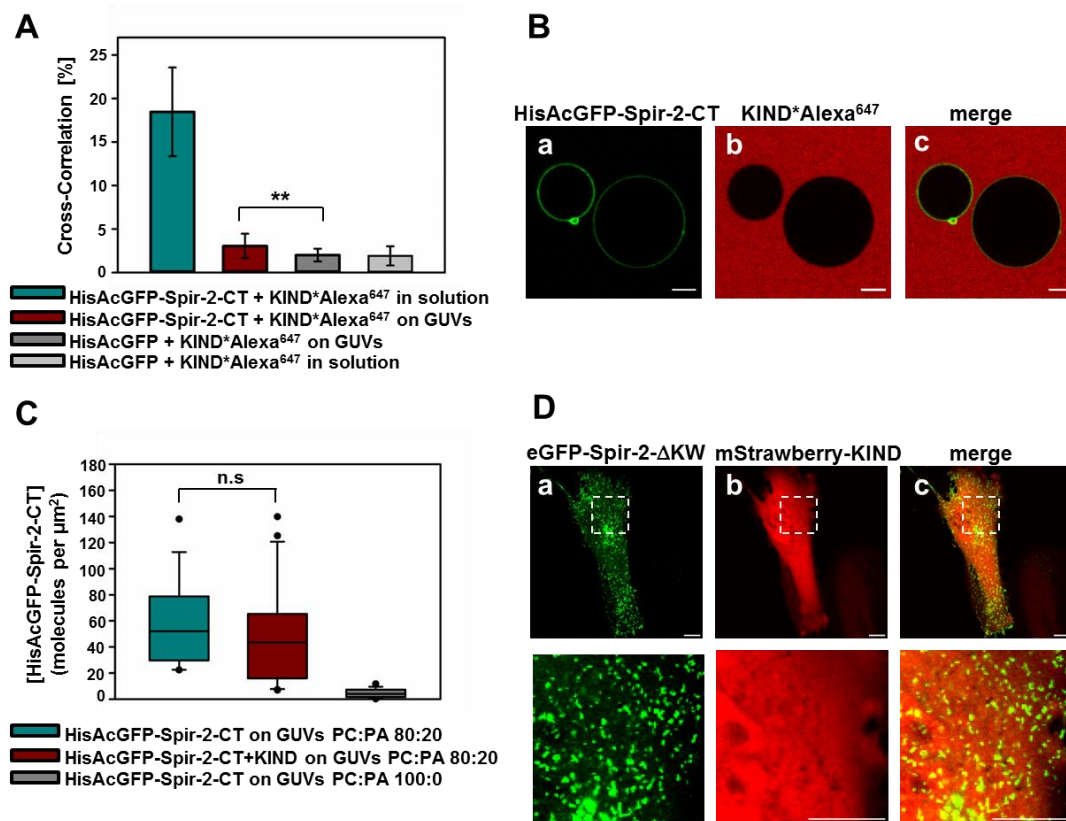 A
Cross-Correlation [%]
25
20
15
10
5
0
**
HisAcGFP-Spir-2-CT + KIND*Alexa⁶⁴⁷ in solution
HisAcGFP-Spir-2-CT + KIND*Alexa⁶⁴⁷ on GUVs
HisAcGFP + KIND*Alexa⁶⁴⁷ on GUVs
HisAcGFP + KIND*Alexa⁶⁴⁷ in solution
B
HisAcGFP-Spir-2-CT KIND*Alexa⁶⁴⁷ merge
a b c
C
[HisAcGFP-Spir-2-CT]
(molecules per µm²)
180
160
140
120
100
80
60
40
20
0
n.s
HisAcGFP-Spir-2-CT on GUVs PC:PA 80:20
HisAcGFP-Spir-2-CT+KIND on GUVs PC:PA 80:20
HisAcGFP-Spir-2-CT on GUVs PC:PA 100:0
D
eGFP-Spir-2-ΔKW mStrawberry-KIND merge
a b c